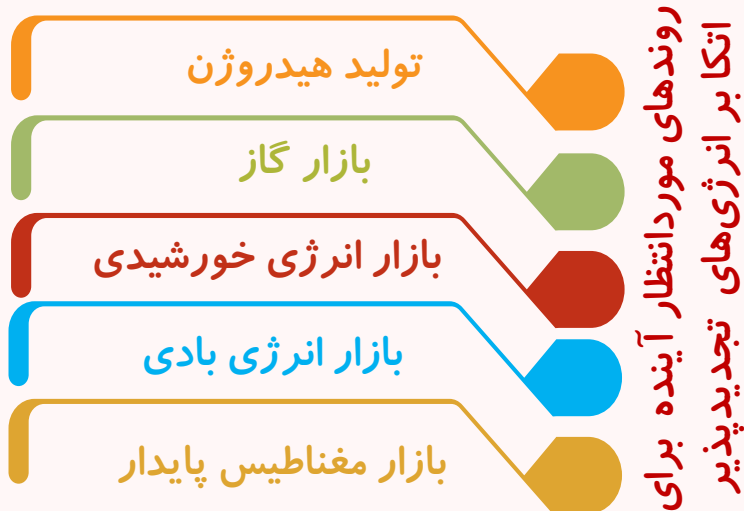 روندهای موردانتظار آینده برای
اتکا بر انرژی‌های تجدیدپذیر
تولید هیدروژن
بازار گاز
بازار انرژی خورشیدی
بازار انرژی بادی
بازار مغناطیس پایدار